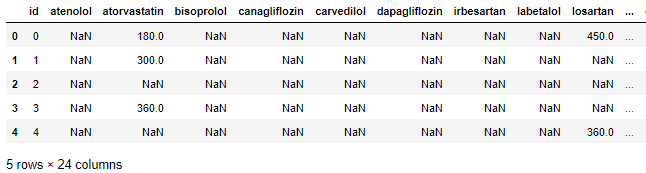 id atenolol atorvastatin bisoprolol canagliflozin carvedilol dapagliflozin irbesartan labetalol losartan ...
0 0 NaN 180.0 NaN NaN NaN NaN NaN NaN 450.0 ...
1 1 NaN 300.0 NaN NaN NaN NaN NaN NaN NaN ...
2 2 NaN NaN NaN NaN NaN NaN NaN NaN NaN ...
3 3 NaN 360.0 NaN NaN NaN NaN NaN NaN NaN ...
4 4 NaN NaN NaN NaN NaN NaN NaN NaN 360.0 ...
5 rows × 24 columns